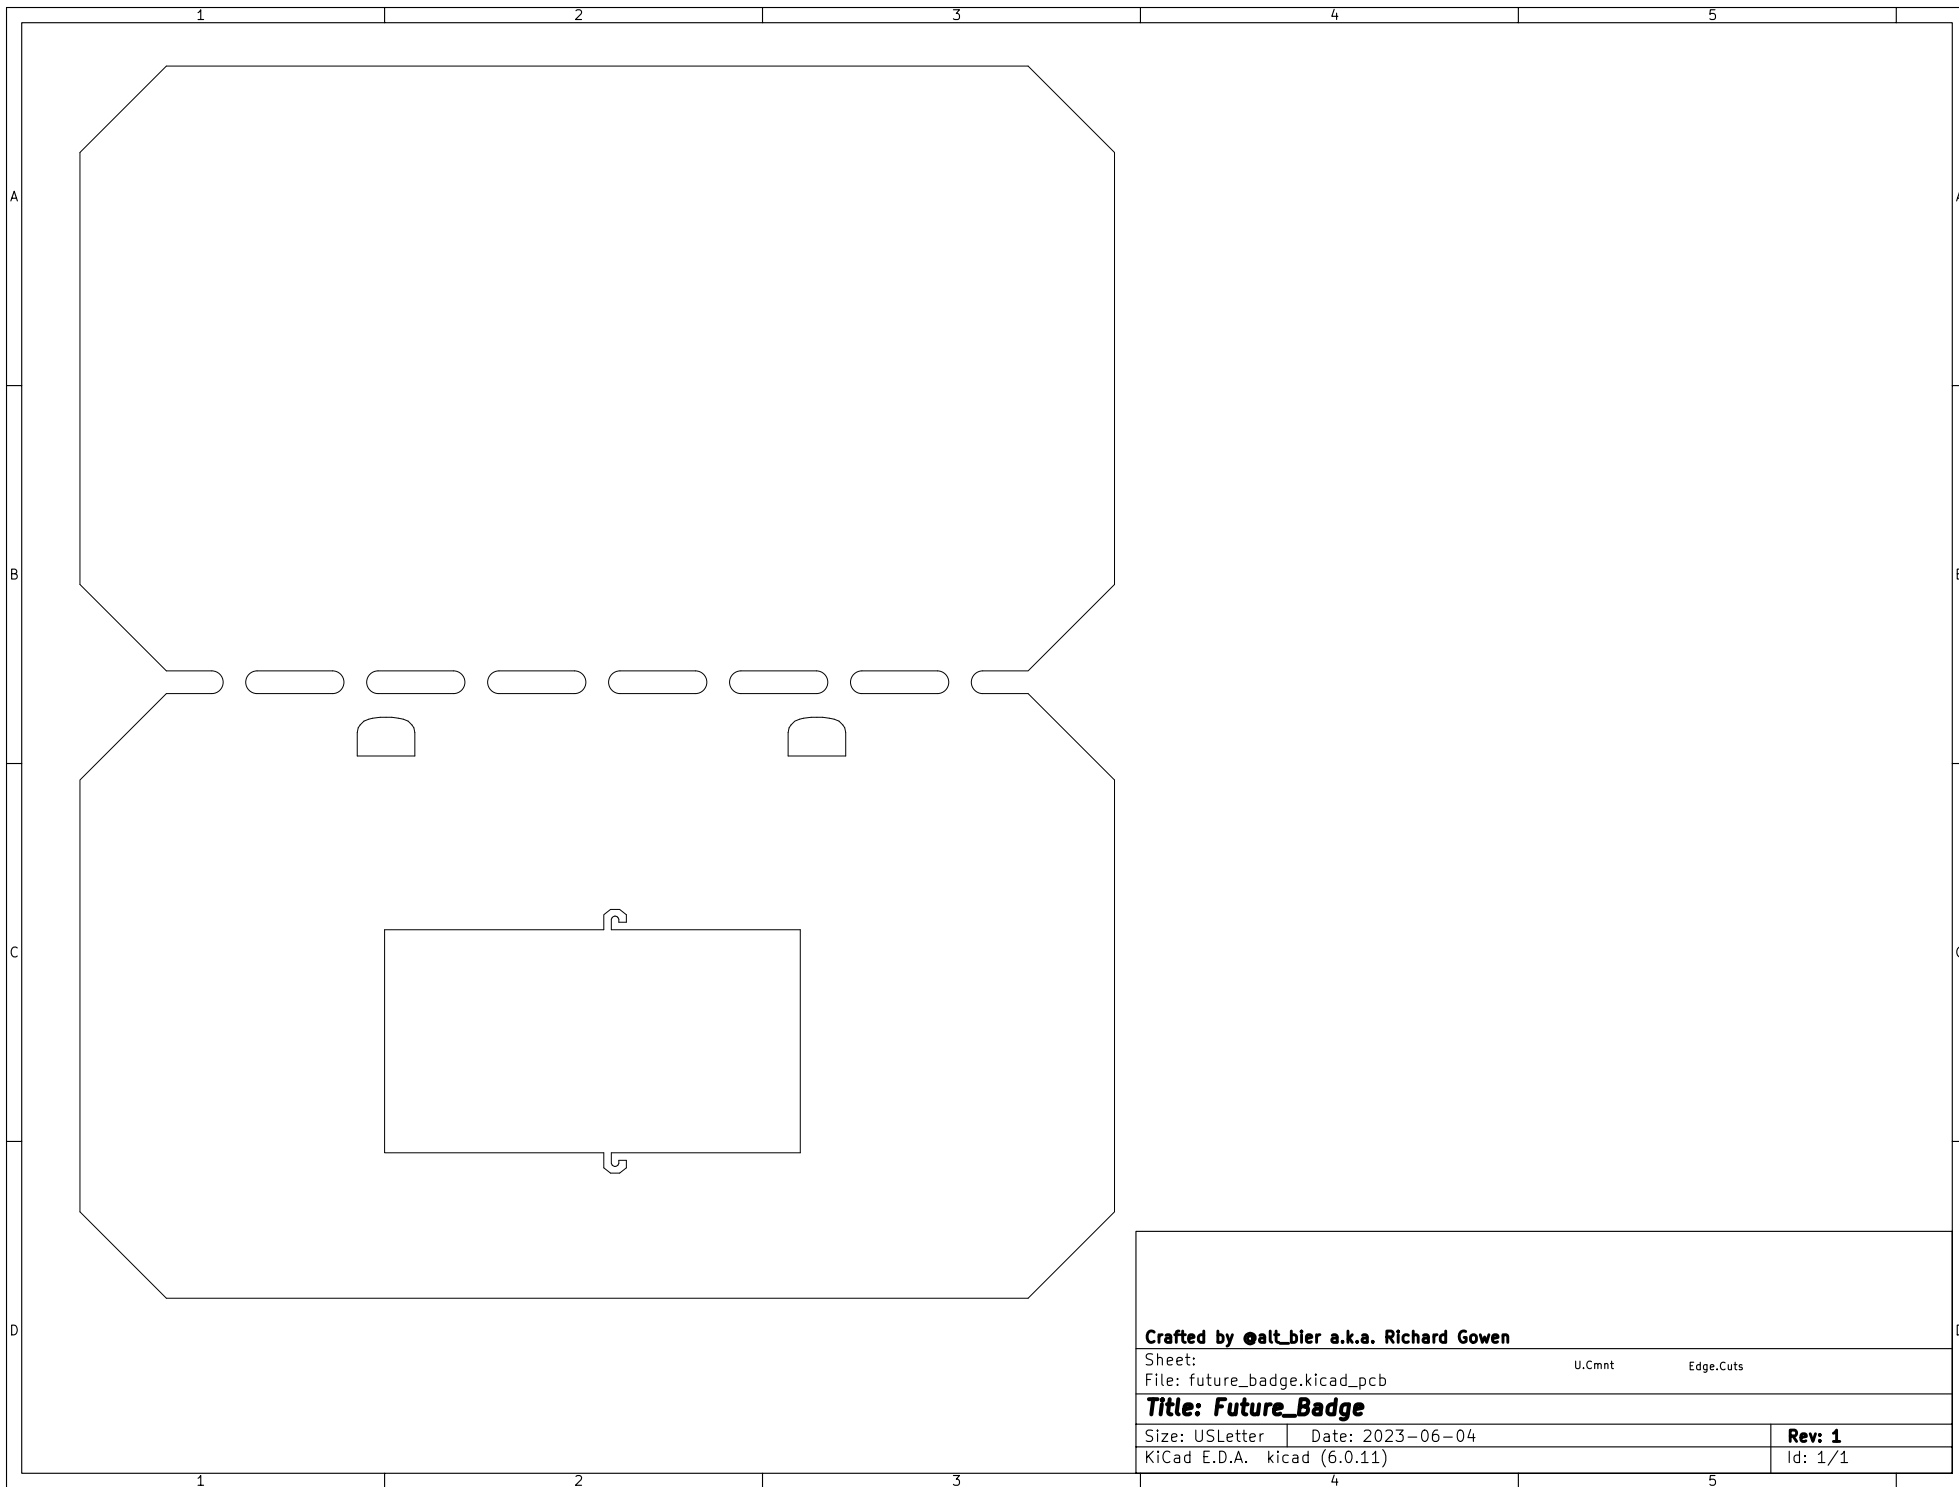 1 2 3 4 5
A A
B B
C C
D D
Crafted by @alt_bier a.k.a. Richard Gowen
Sheet:
File: future_badge.kicad_pcb
U.Cmnt Edge.Cuts
Title: Future_Badge
Size: USLetter Date: 2023-06-04 Rev: 1
KiCad E.D.A. kicad (6.0.11) Id: 1/1
1 2 3 4 5